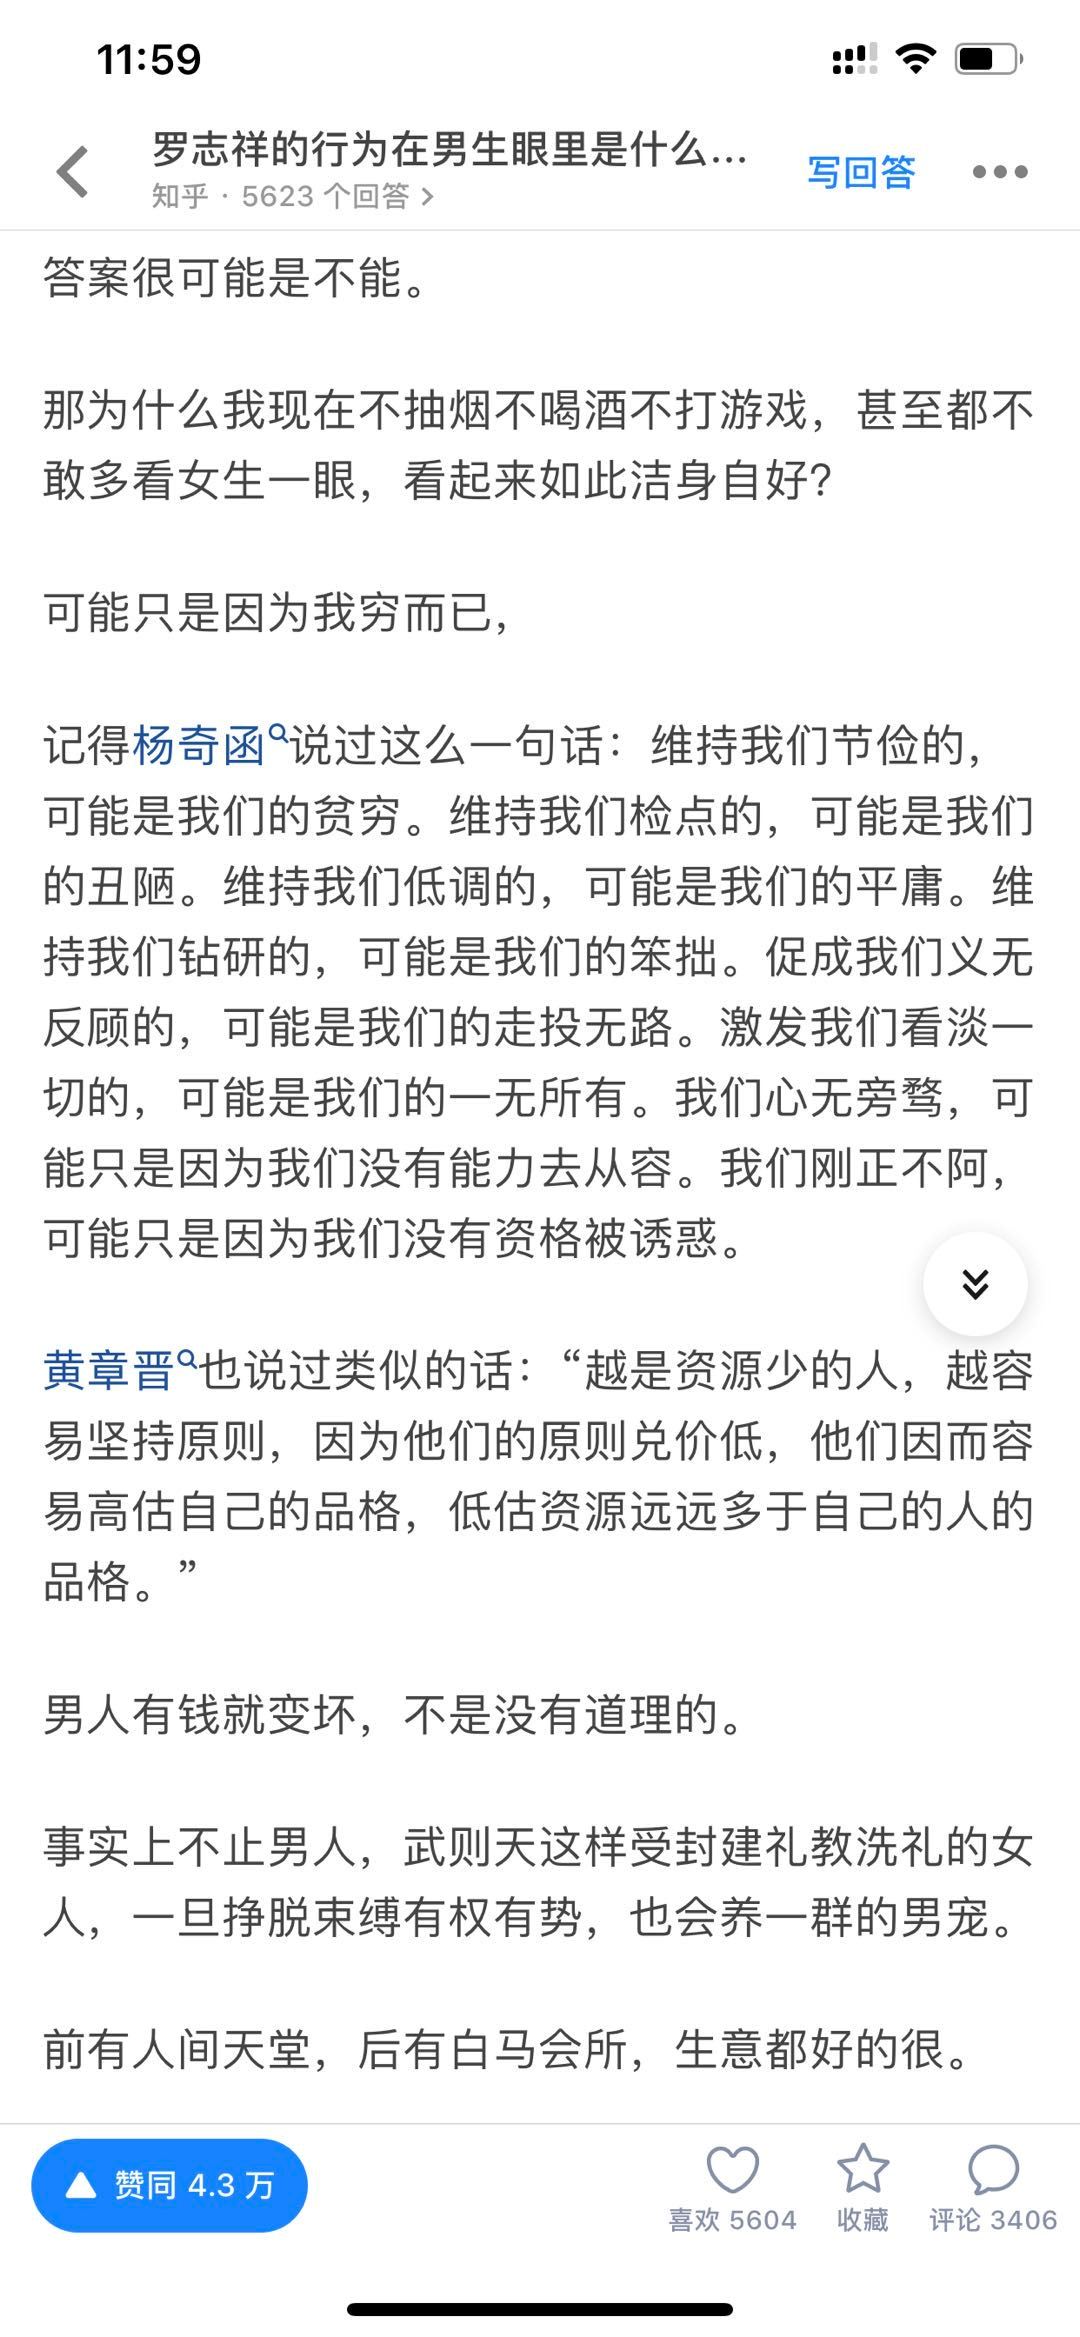 11:59
罗志祥的行为在男生眼里是什么...
知乎 · 5623 个回答 >
写回答
答案很可能是不能。
那为什么我现在不抽烟不喝酒不打游戏，甚至都不
敢多看女生一眼，看起来如此洁身自好？
可能只是因为我穷而已，
记得杨奇函说过这么一句话：维持我们节俭的，
可能是我们的贫穷。维持我们检点的，可能是我们
的丑陋。维持我们低调的，可能是我们的平庸。维
持我们钻研的，可能是我们的笨拙。促成我们义无
反顾的，可能是我们的走投无路。激发我们看淡一
切的，可能是我们的一无所有。我们心无旁骛，可
能只是因为我们没有能力去从容。我们刚正不阿，
可能只是因为我们没有资格被诱惑。
黄章晋也说过类似的话：“越是资源少的人，越容
易坚持原则，因为他们的原则兑价低，他们因而容
易高估自己的品格，低估资源远远多于自己的人的
品格。”
男人有钱就变坏，不是没有道理的。
事实上不止男人，武则天这样受封建礼教洗礼的女
人，一旦挣脱束缚有权有势，也会养一群的男宠。
前有人间天堂，后有白马会所，生意都好的很。
赞同 4.3 万
喜欢 5604
收藏
评论 3406